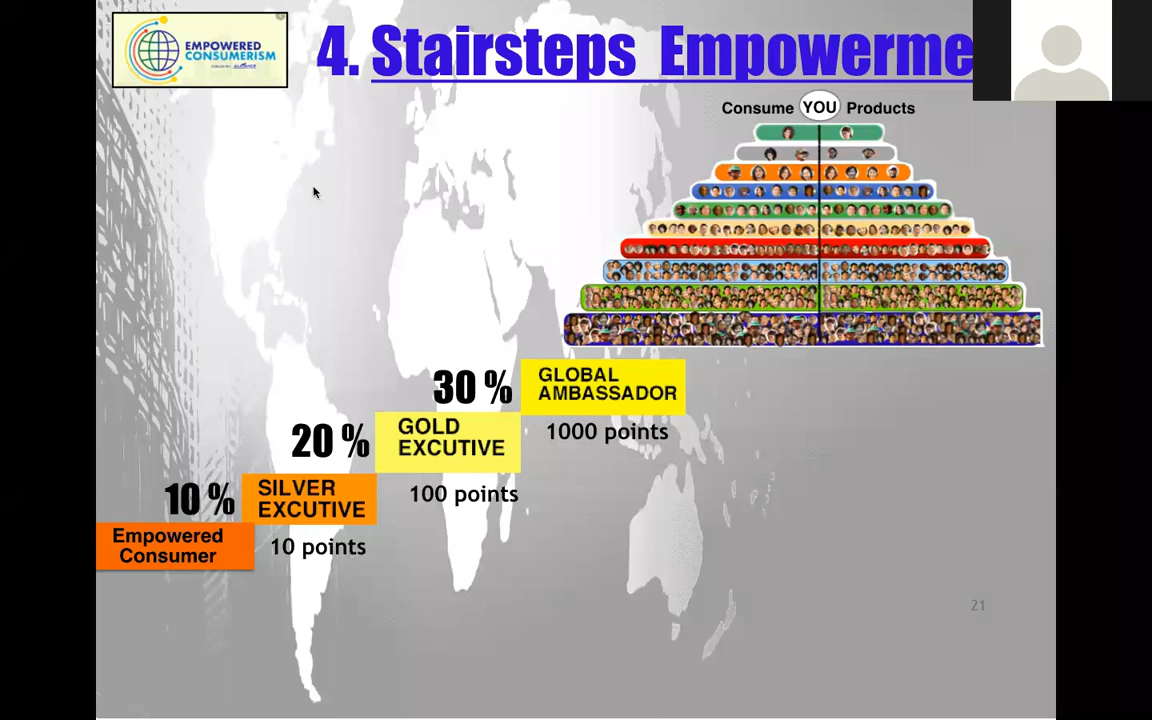 EMPOWERED
CONSUMERISM
4. Stairsteps Empowerme
Consume YOU Products
30 %
GLOBAL
AMBASSADOR
1000 points
20 %
GOLD
EXCUTIVE
100 points
10 %
SILVER
EXCUTIVE
10 points
Empowered
Consumer
21